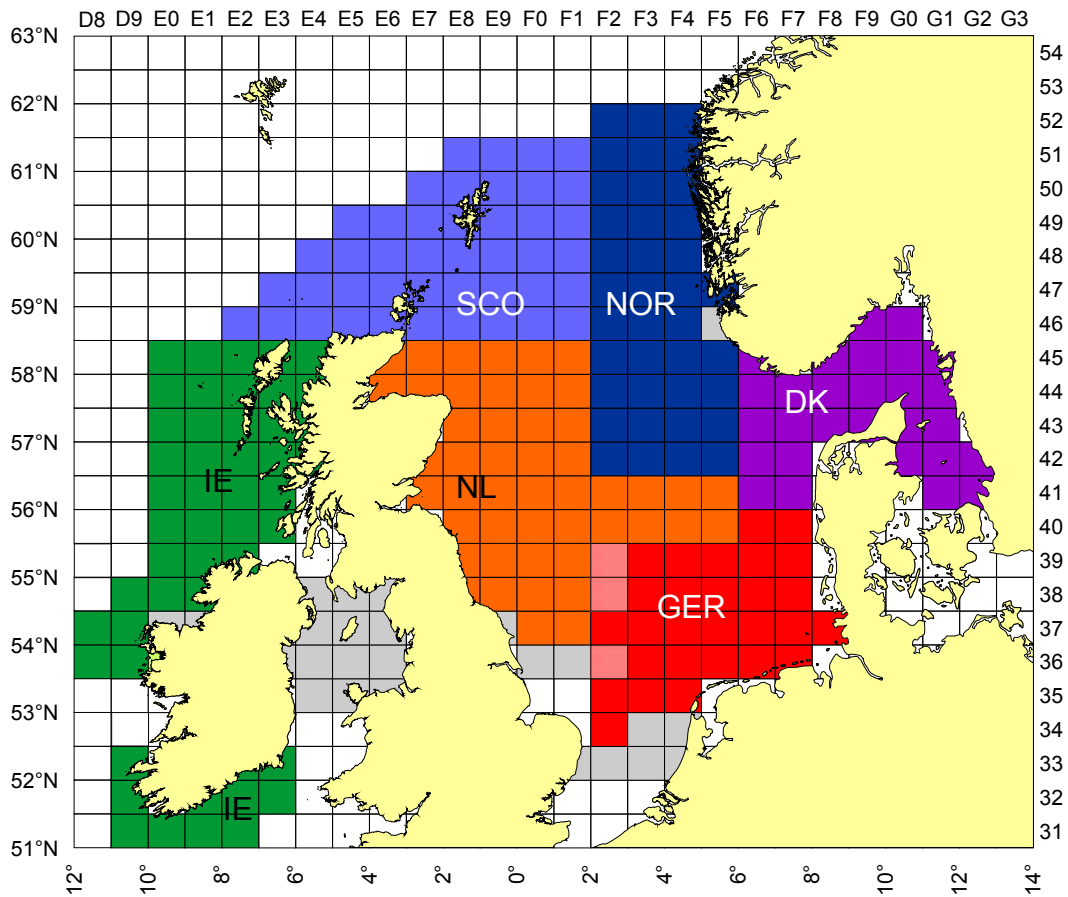 D8 D9 E0 E1 E2 E3 E4 E5 E6 E7 E8 E9 F0 F1 F2 F3 F4 F5 F6 F7 F8 F9 G0 G1 G2 G3
63°N
54
53
62°N
52
51
61°N
50
49
60°N
48
47
59°N
SCO NOR
46
45
58°N
44
DK
43
57°N
42
IE NL
41
56°N
40
39
55°N
38
GER
37
54°N
36
35
53°N
34
33
52°N
32
IE
31
51°N
12° 10° 8° 6° 4° 2° 0° 2° 4° 6° 8° 10° 12° 14°